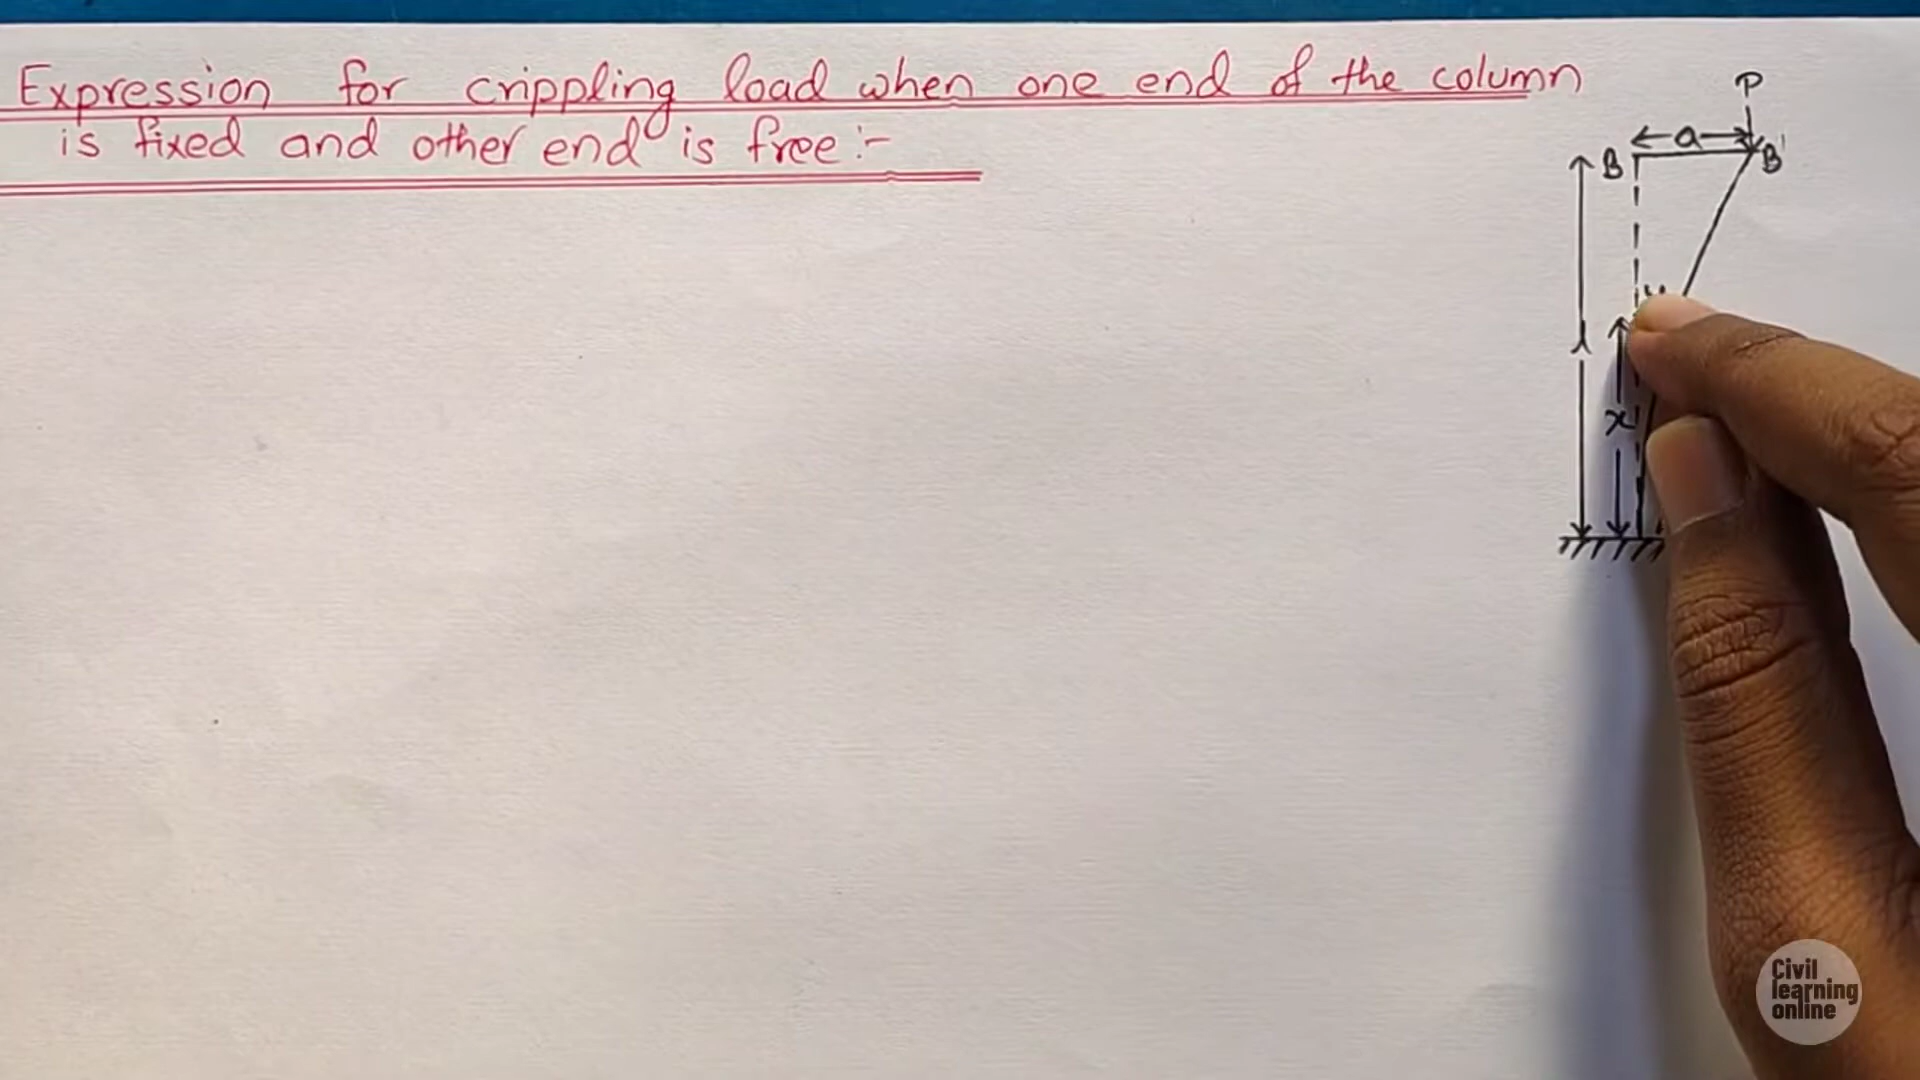 Expression for crippling load when one end of the column
is fixed and other end is free:-
P
a
B
B'
l
x
Civil
learning
online